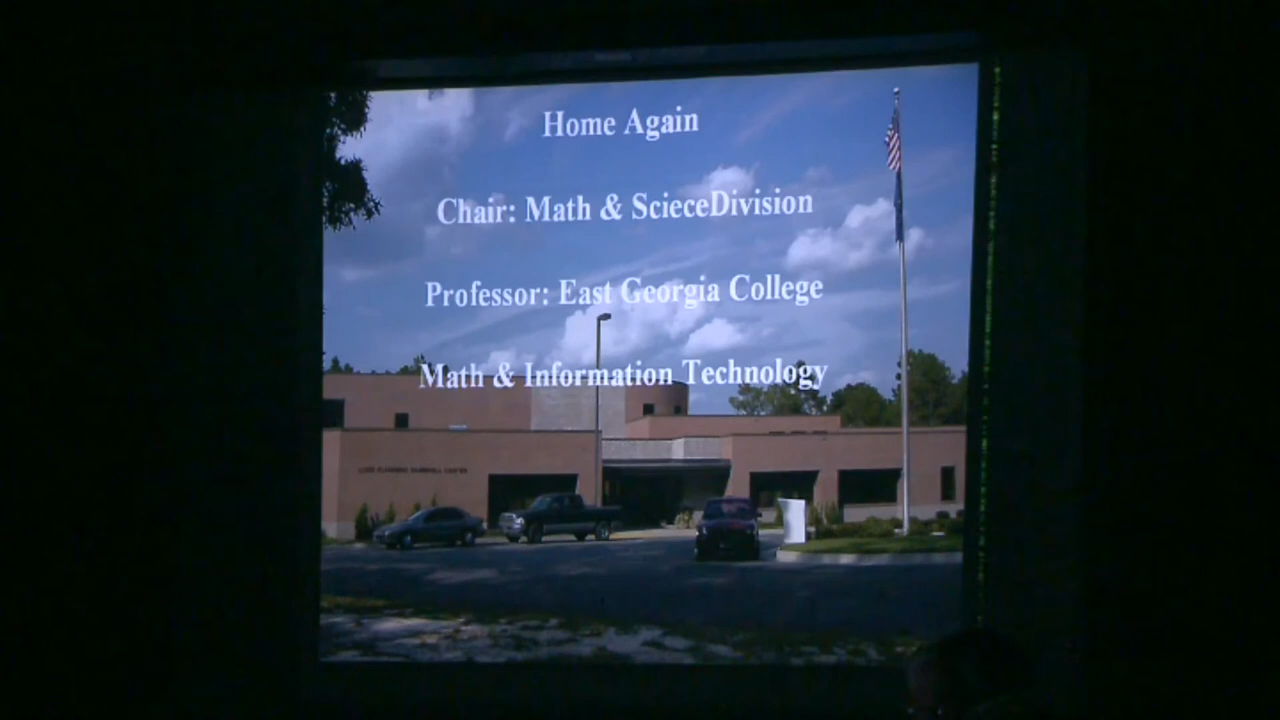 Home Again
Chair: Math & ScieceDivision
Professor: East Georgia College
Math & Information Technology